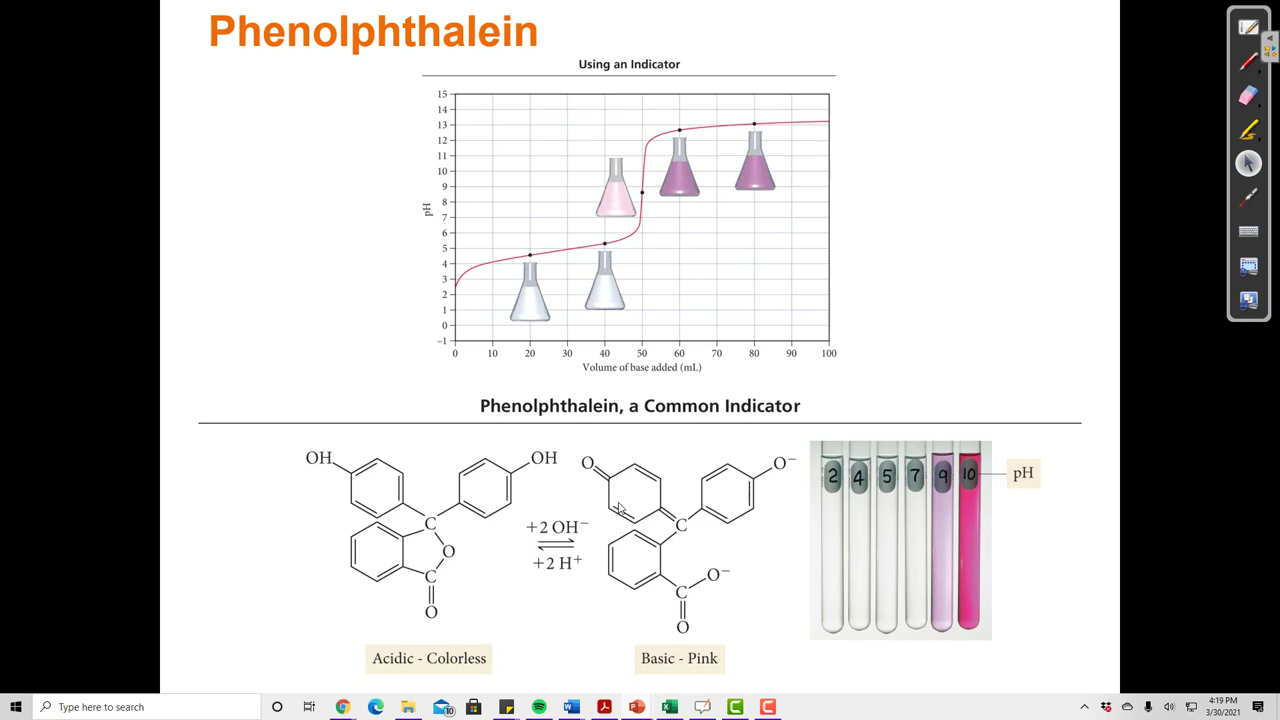 Phenolphthalein
Using an Indicator
15
14
13
12
11
10
9
8
7
6
5
4
3
2
1
0
−1
pH
0 10 20 30 40 50 60 70 80 90 100
Volume of base added (mL)
Phenolphthalein, a Common Indicator
OH OH
C
O
C
O
+2 OH⁻
+2 H⁺
O O⁻
C
O⁻
C
O
2 4 5 7 9 10
pH
Acidic - Colorless
Basic - Pink
Type here to search
10
4:19 PM
3/30/2021